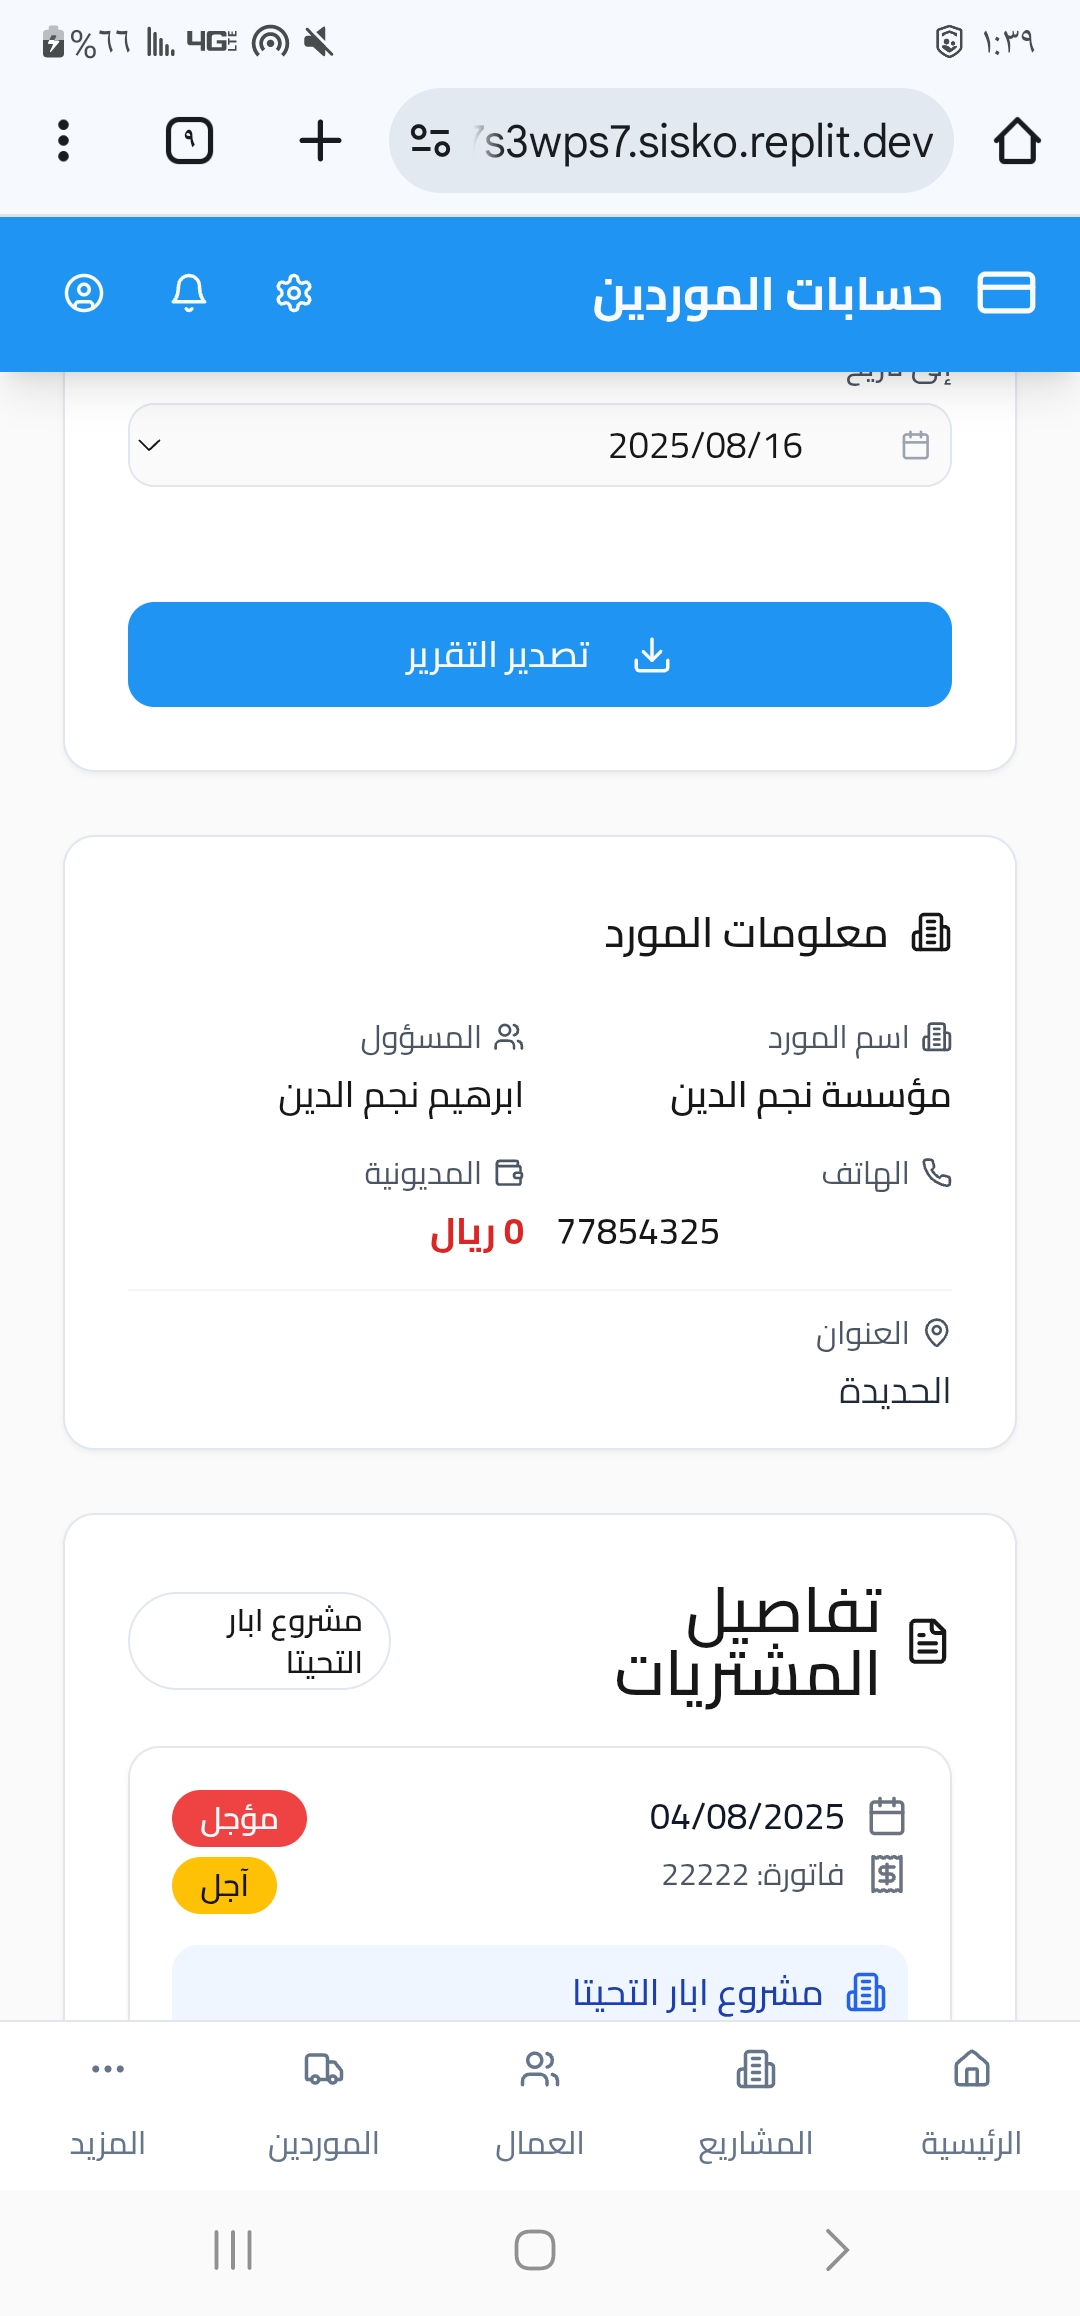 ١:٣٩
4G LTE
%٦٦
7s3wps7.sisko.replit.dev
٩
حسابات الموردين
إلى تاريخ
2025/08/16
تصدير التقرير
معلومات المورد
اسم المورد
المسؤول
مؤسسة نجم الدين
ابرهيم نجم الدين
الهاتف
المديونية
77854325
0 ريال
العنوان
الحديدة
تفاصيل
المشتريات
مشروع ابار
التحيتا
04/08/2025
مؤجل
فاتورة: 22222
آجل
مشروع ابار التحيتا
الرئيسية
المشاريع
العمال
الموردين
المزيد